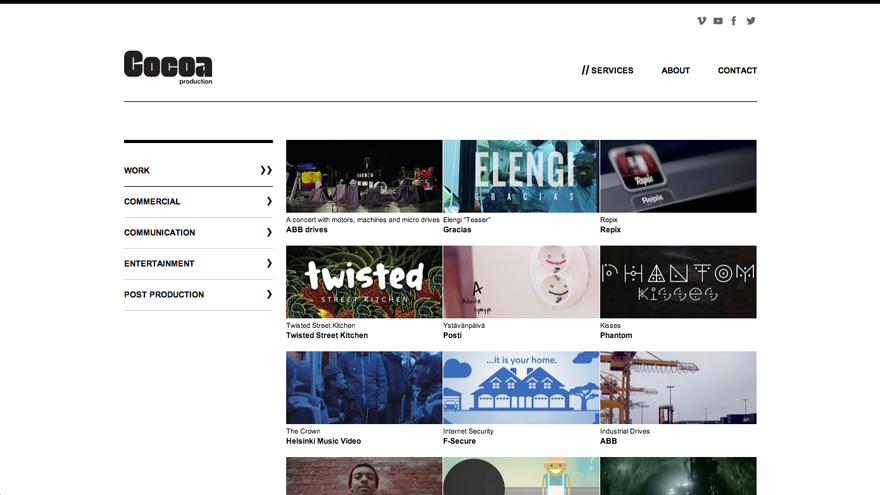 Cocoa
production
// SERVICES
ABOUT
CONTACT
WORK
COMMERCIAL
COMMUNICATION
ENTERTAINMENT
POST PRODUCTION
ELENGI
GRACIAS
Repix
Repix
A concert with motors, machines and micro drives
ABB drives
Elengi "Teaser"
Gracias
Repix
Repix
twisted
STREET KITCHEN
PHANTOM
Kisses
Twisted Street Kitchen
Twisted Street Kitchen
Ystävänpäivä
Posti
Kisses
Phantom
...it is your home.
The Crown
Helsinki Music Video
Internet Security
F-Secure
Industrial Drives
ABB